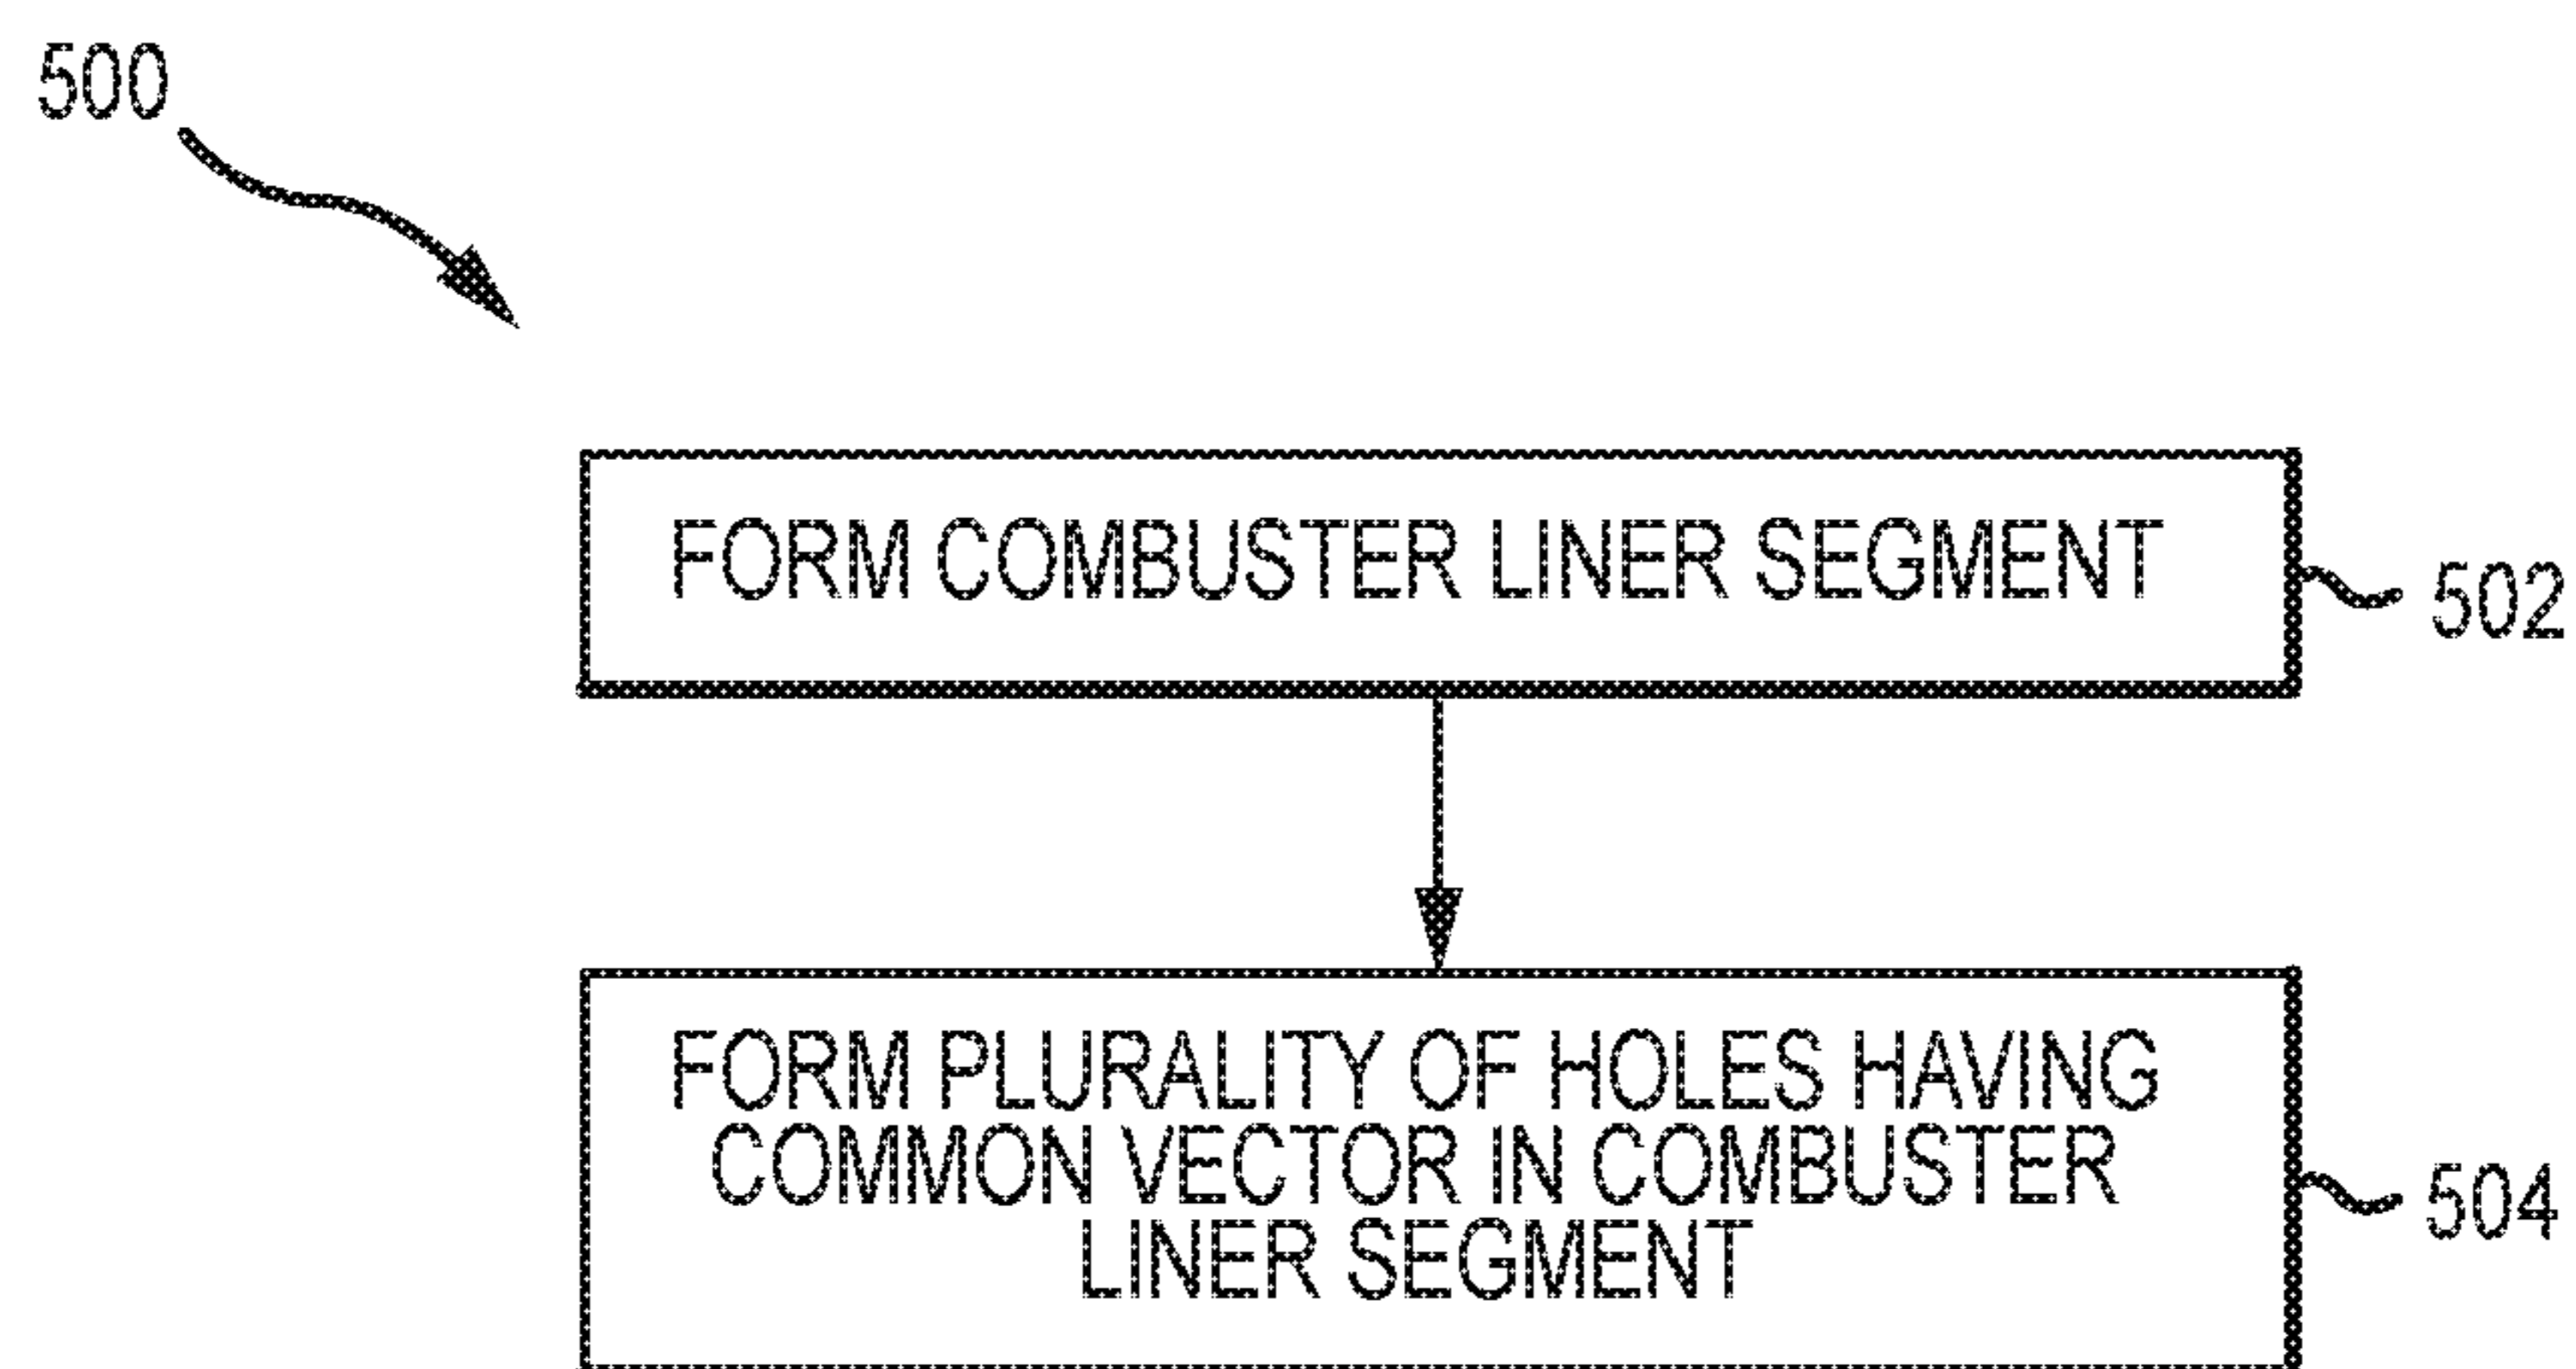 500
FORM COMBUSTER LINER SEGMENT
502
FORM PLURALITY OF HOLES HAVING
COMMON VECTOR IN COMBUSTER
LINER SEGMENT
504